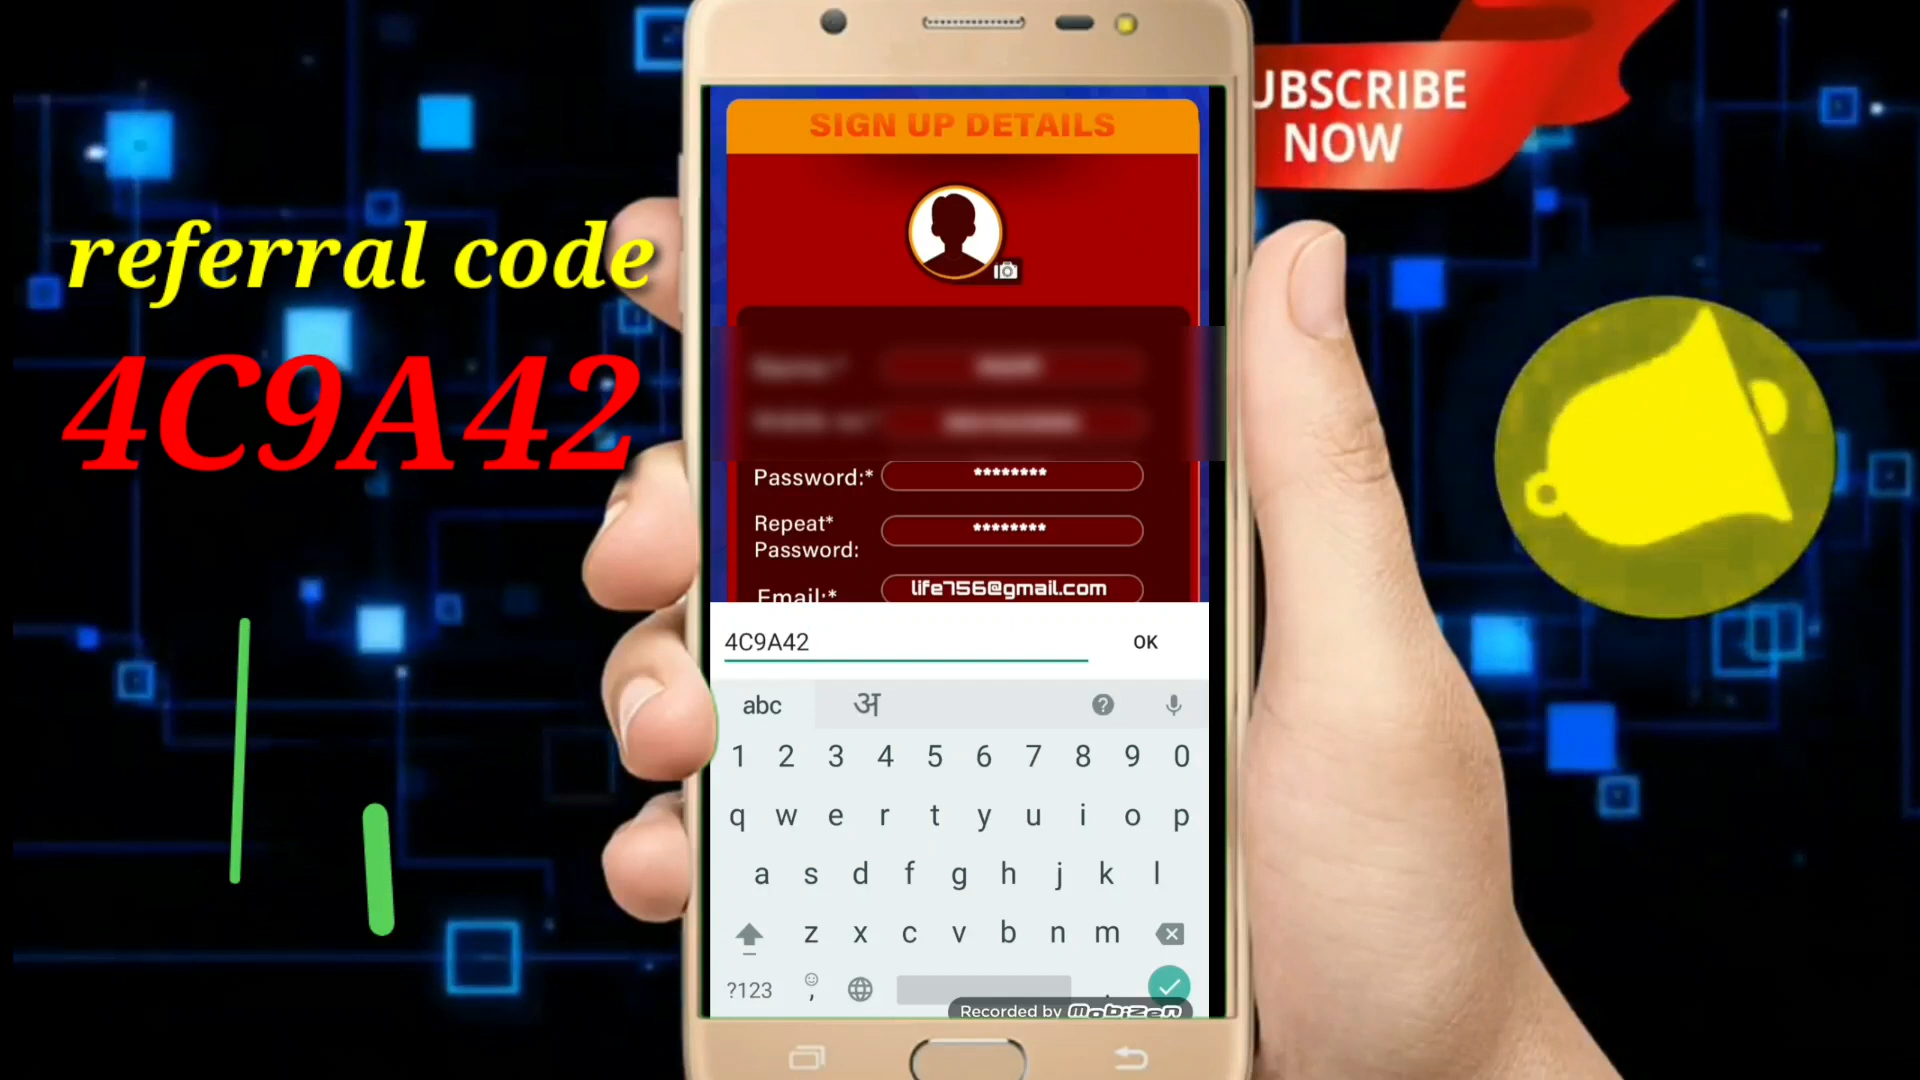 UBSCRIBE
NOW
referral code
4C9A42
SIGN UP DETAILS
Password:* ********
Repeat* ********
Password:
Email:* life756@gmail.com
4C9A42 OK
abc अ ?
1 2 3 4 5 6 7 8 9 0
q w e r t y u i o p
a s d f g h j k l
z x c v b n m
?123 , .
Recorded by mobizen